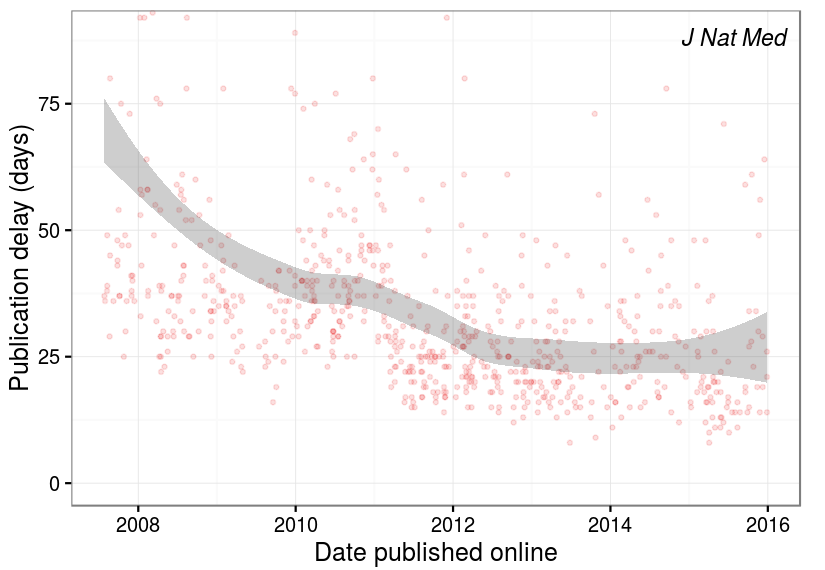 J Nat Med
Publication delay (days)
75
50
25
0
2008 2010 2012 2014 2016
Date published online